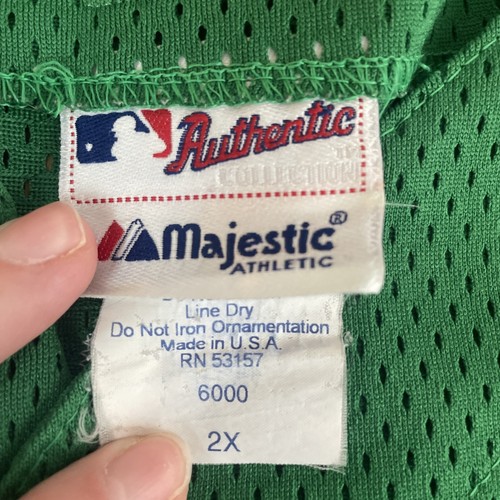 Authentic
COLLECTION
Majestic®
ATHLETIC
Line Dry
Do Not Iron Ornamentation
Made in U.S.A.
RN 53157
6000
2X